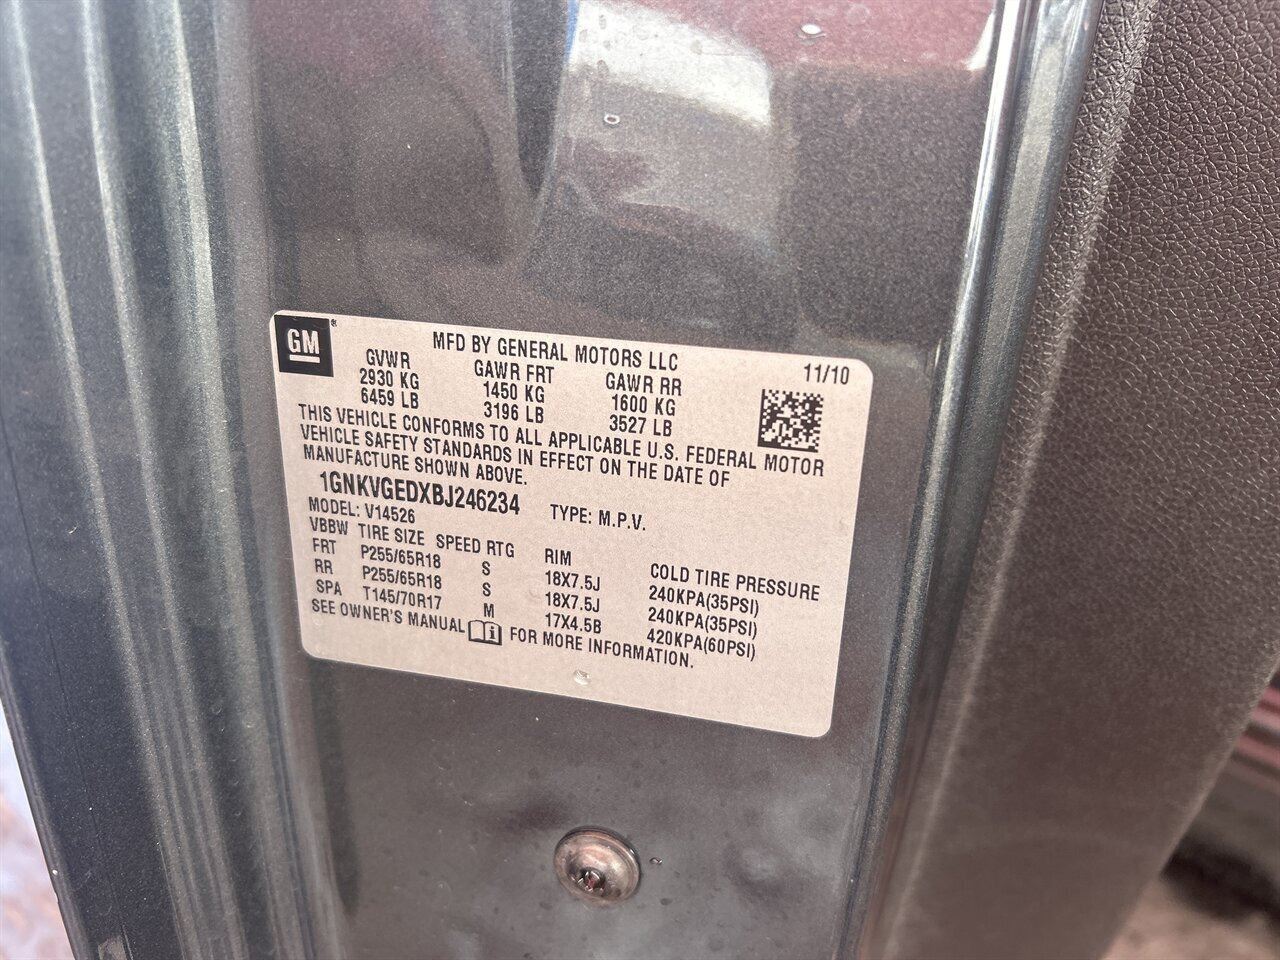 GM
MFD BY GENERAL MOTORS LLC 11/10
GVWR GAWR FRT GAWR RR
2930 KG 1450 KG 1600 KG
6459 LB 3196 LB 3527 LB
THIS VEHICLE CONFORMS TO ALL APPLICABLE U.S. FEDERAL MOTOR
VEHICLE SAFETY STANDARDS IN EFFECT ON THE DATE OF
MANUFACTURE SHOWN ABOVE.
1GNKVGEDXBJ246234 TYPE: M.P.V.
MODEL: V14526
VBBW TIRE SIZE SPEED RTG RIM COLD TIRE PRESSURE
FRT P255/65R18 S 18X7.5J 240KPA(35PSI)
RR P255/65R18 S 18X7.5J 240KPA(35PSI)
SPA T145/70R17 M 17X4.5B 420KPA(60PSI)
SEE OWNER'S MANUAL i FOR MORE INFORMATION.